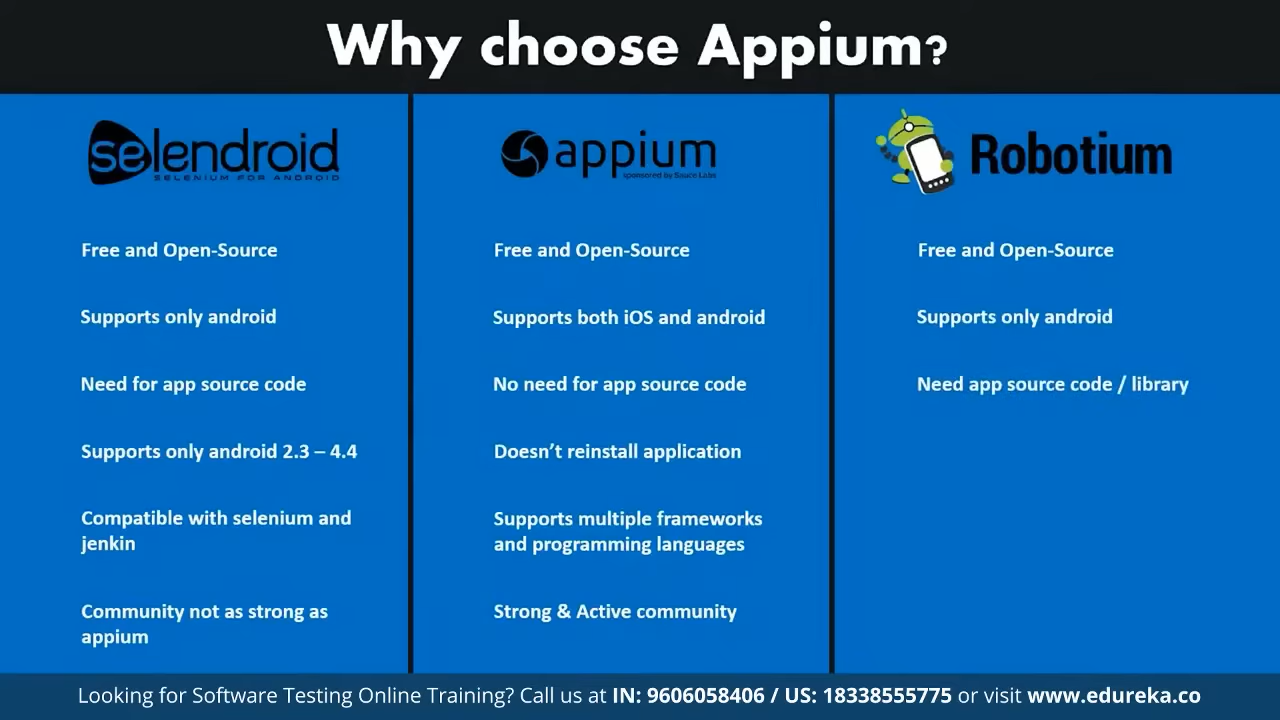 Why choose Appium?
selendroid
SELENIUM FOR ANDROID
Free and Open-Source
Supports only android
Need for app source code
Supports only android 2.3 – 4.4
Compatible with selenium and
jenkin
Community not as strong as
appium
appium
sponsored by Sauce Labs
Free and Open-Source
Supports both iOS and android
No need for app source code
Doesn’t reinstall application
Supports multiple frameworks
and programming languages
Strong & Active community
Robotium
Free and Open-Source
Supports only android
Need app source code / library
Looking for Software Testing Online Training? Call us at IN: 9606058406 / US: 18338555775 or visit www.edureka.co